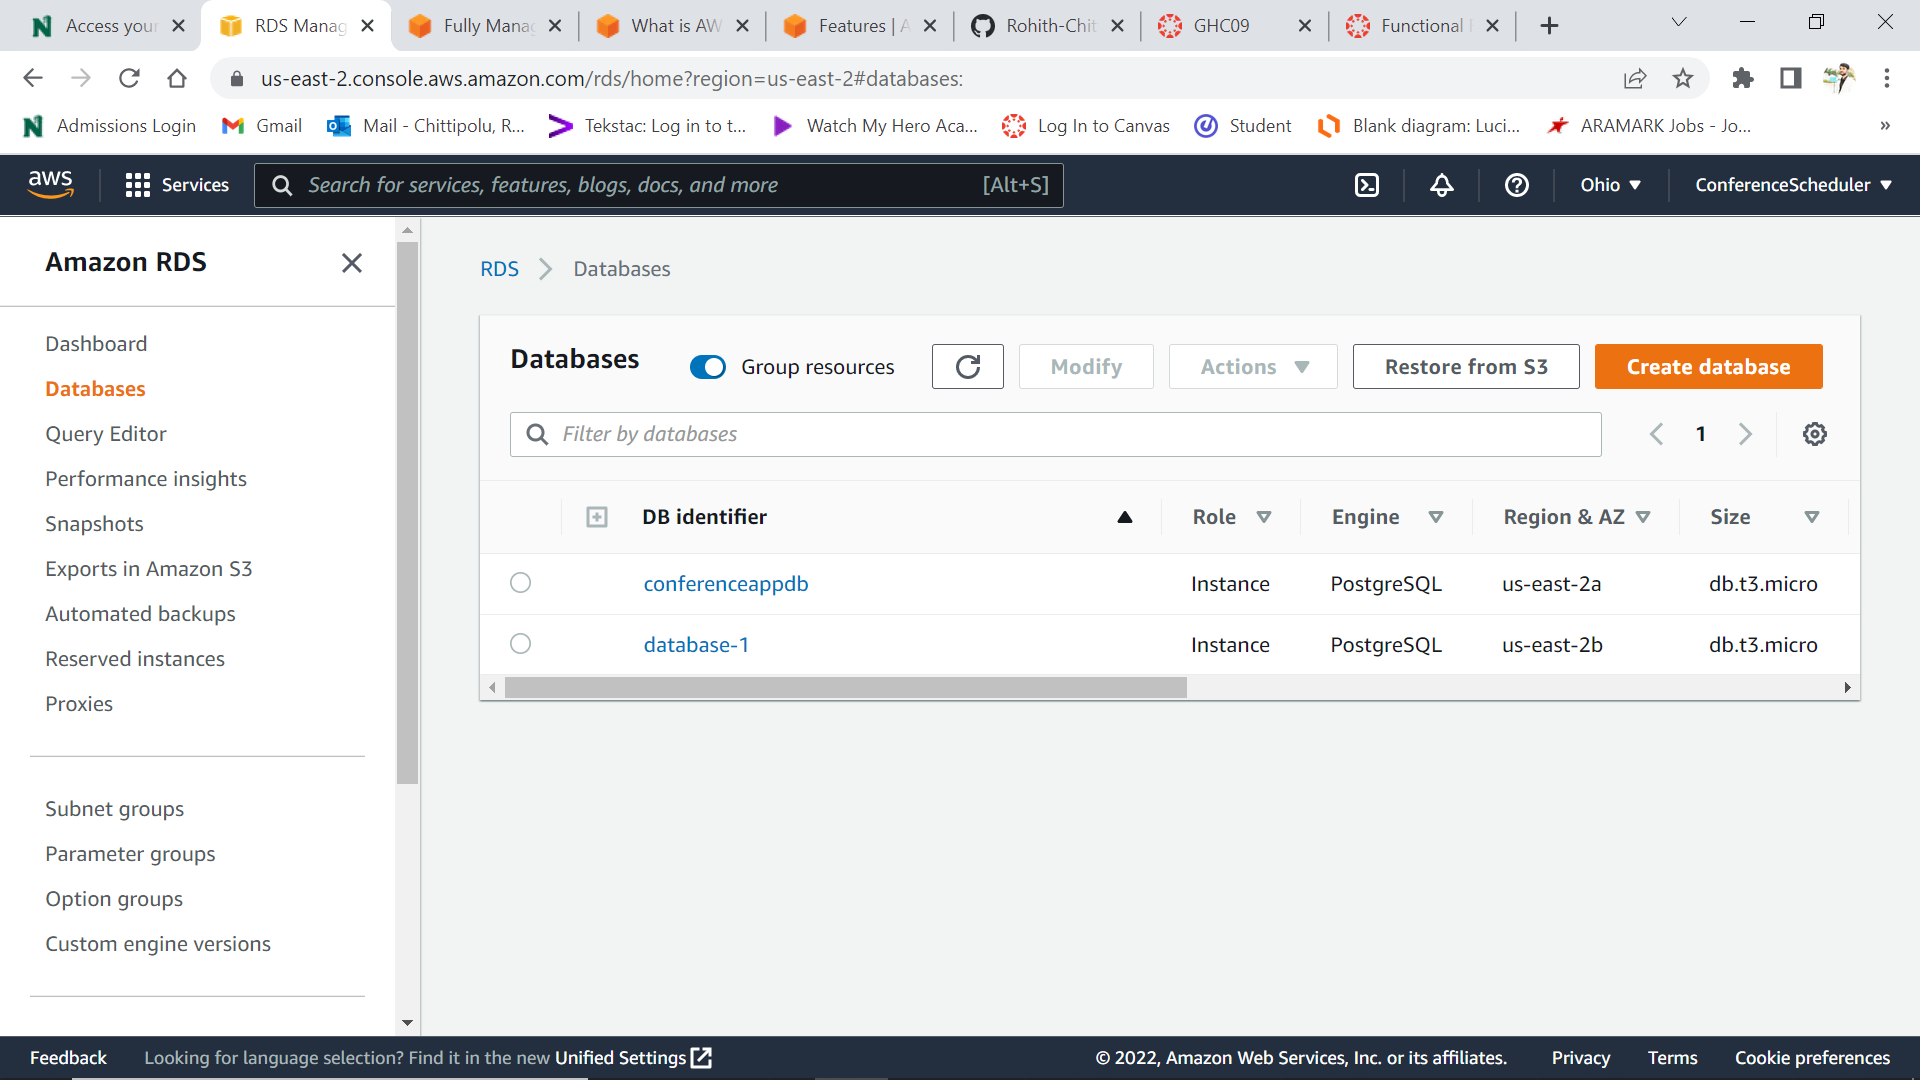 Access your
RDS Manag
Fully Manag
What is AW
Features | A
Rohith-Chit
GHC09
Functional
us-east-2.console.aws.amazon.com/rds/home?region=us-east-2#databases:
Admissions Login
Gmail
Mail - Chittipolu, R...
Tekstac: Log in to t...
Watch My Hero Aca...
Log In to Canvas
Student
Blank diagram: Luci...
ARAMARK Jobs - Jo...
»
aws
Services
Search for services, features, blogs, docs, and more
[Alt+S]
Ohio
ConferenceScheduler
Amazon RDS
Dashboard
Databases
Query Editor
Performance insights
Snapshots
Exports in Amazon S3
Automated backups
Reserved instances
Proxies
Subnet groups
Parameter groups
Option groups
Custom engine versions
RDS
Databases
Databases
Group resources
Modify
Actions
Restore from S3
Create database
Filter by databases
1
DB identifier Role Engine Region & AZ Size
conferenceappdb Instance PostgreSQL us-east-2a db.t3.micro
database-1 Instance PostgreSQL us-east-2b db.t3.micro
Feedback
Looking for language selection? Find it in the new Unified Settings
© 2022, Amazon Web Services, Inc. or its affiliates.
Privacy
Terms
Cookie preferences